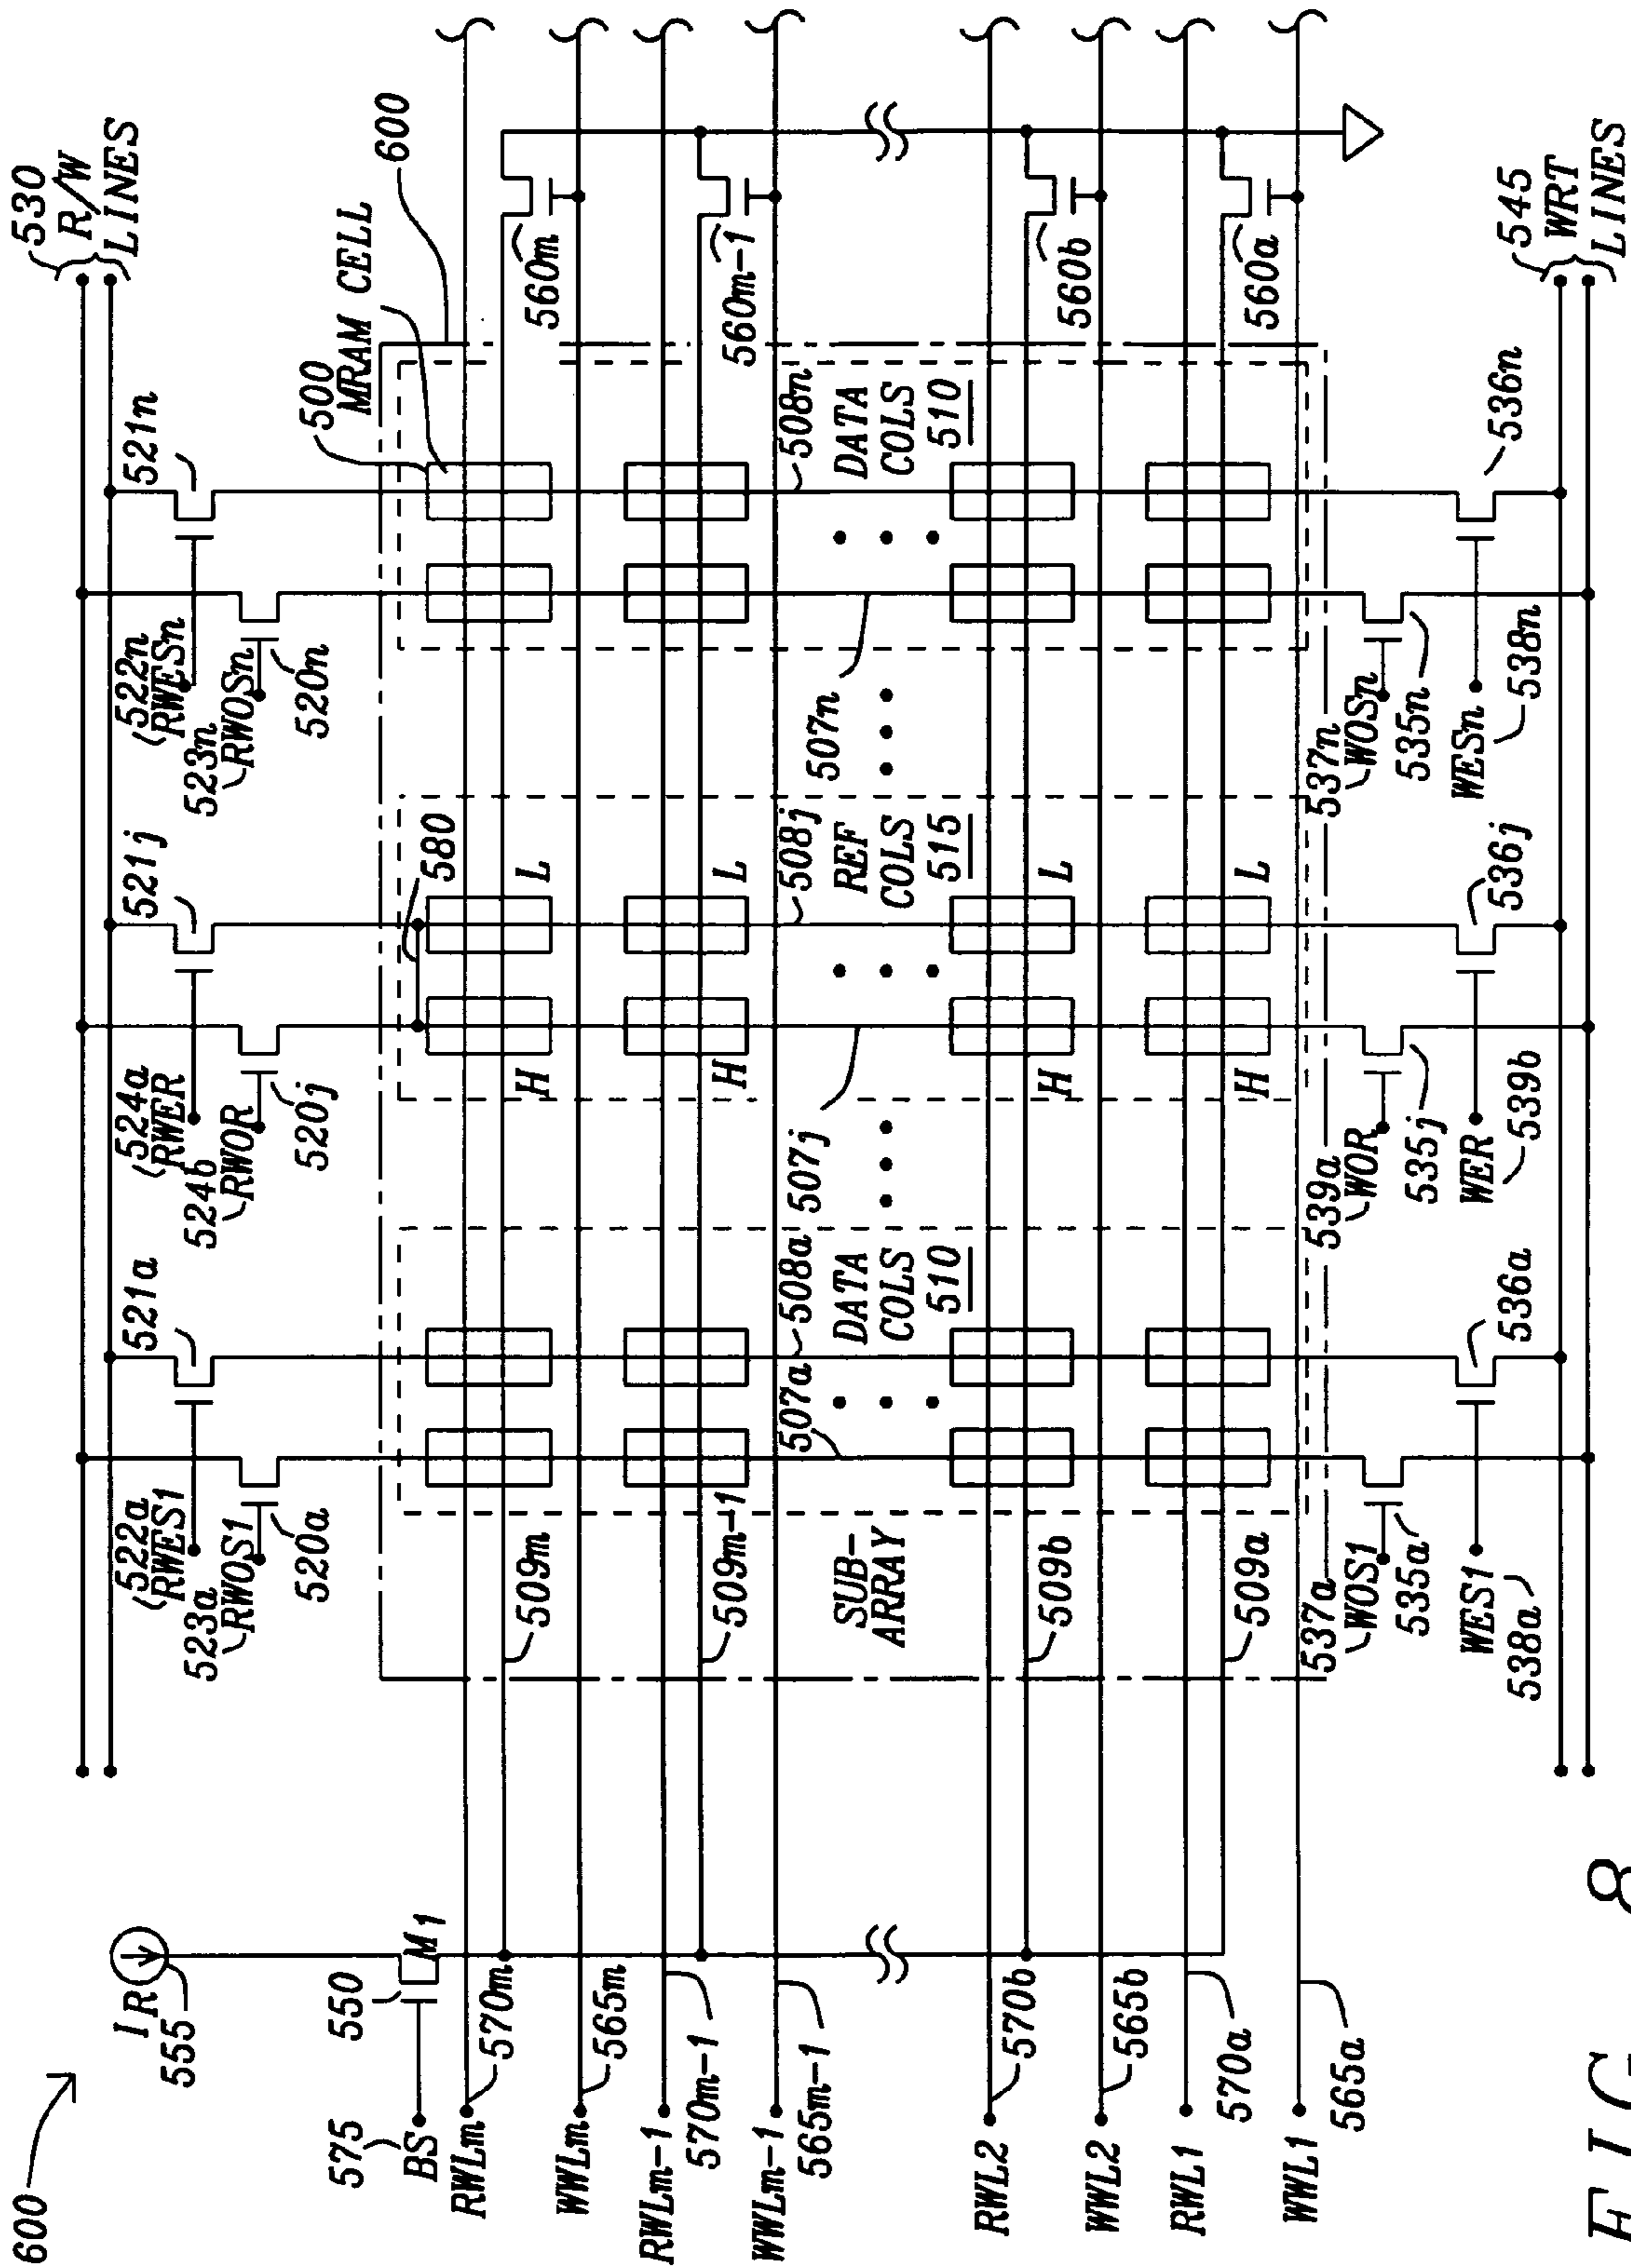 600
I R
555
575
BS
550
M1
RWLm
570m
WWLm
565m
RWLm-1
570m-1
WWLm-1
565m-1
RWL2
570b
WWL2
565b
RWL1
570a
WWL1
565a
530
R/W
LINES
522a
RWES1
523a
RWOS1
520a
521a
524a
RWER
524b
RWOR
520j
521j
580
522n
RWESn
523n
RWOSn
520n
521n
500
MRAM CELL
600
509m
509m-1
SUB-
ARRAY
509b
509a
507a
508a
DATA
COLS
510
507j
508j
REF
COLS
515
H
L
H
L
H
L
H
L
507n
508n
DATA
COLS
510
560m
560m-1
560b
560a
537a
WOS1
535a
WES1
538a
536a
539a
WOR
535j
WER
539b
536j
537n
WOSn
535n
WESn
538n
536n
545
WRT
LINES
FIG. 8